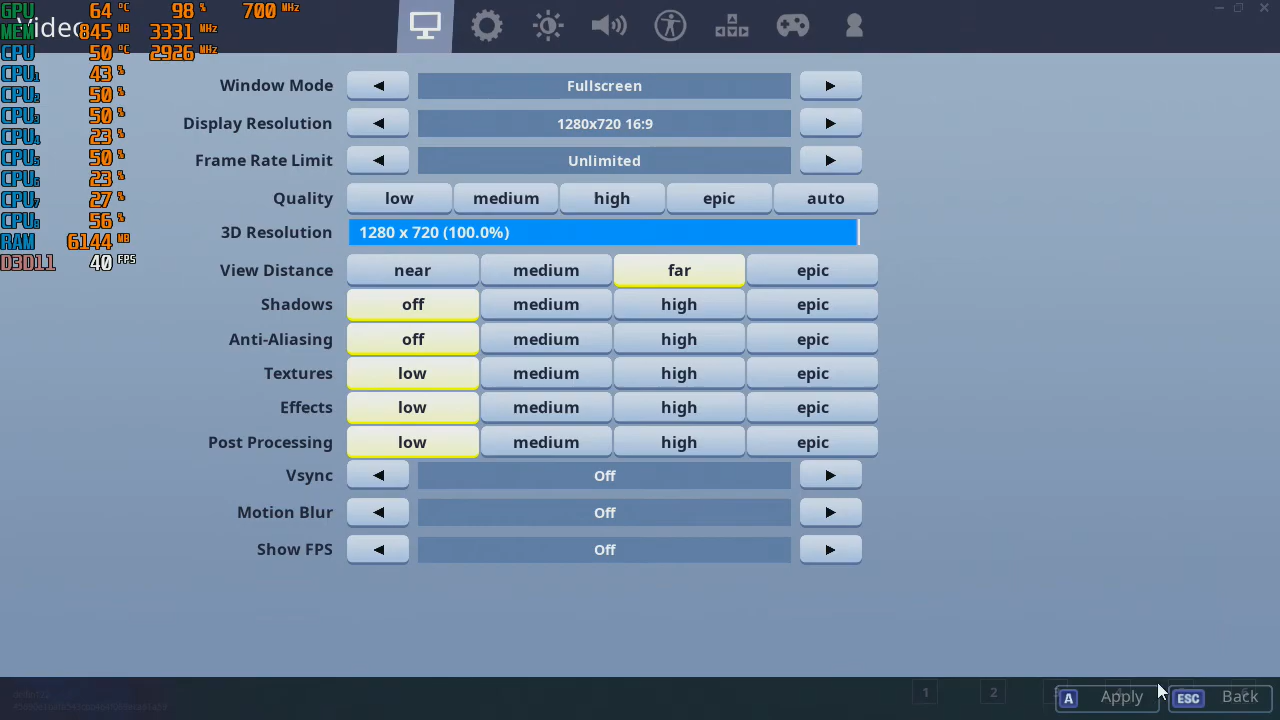 GPU 64 °C 98 % 700 MHz
Video
MEM 845 MB 3331 MHz
CPU 50 °C 2926 MHz
CPU1 43 %
CPU2 50 %
CPU3 50 %
CPU4 23 %
CPU5 50 %
CPU6 23 %
CPU7 27 %
CPU8 56 %
RAM 6144 MB
D3D11 40 FPS
Window Mode ◄ Fullscreen ►
Display Resolution ◄ 1280x720 16:9 ►
Frame Rate Limit ◄ Unlimited ►
Quality low medium high epic auto
3D Resolution 1280 x 720 (100.0%)
View Distance near medium far epic
Shadows off medium high epic
Anti-Aliasing off medium high epic
Textures low medium high epic
Effects low medium high epic
Post Processing low medium high epic
Vsync ◄ Off ►
Motion Blur ◄ Off ►
Show FPS ◄ Off ►
1 2 3
A Apply ESC Back